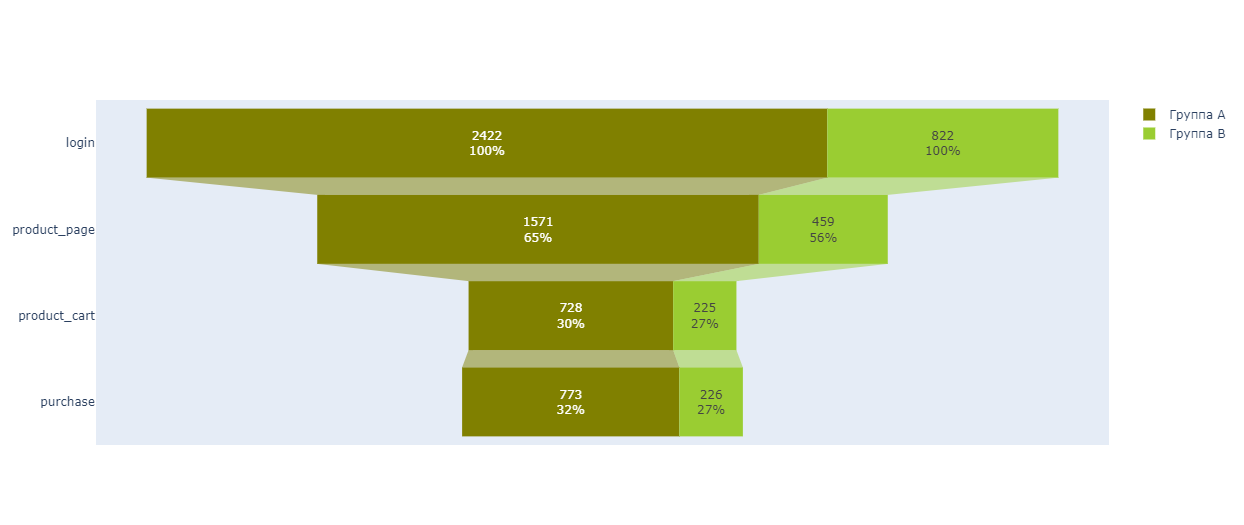 login
2422
100%
822
100%
Группа A
Группа B
product_page
1571
65%
459
56%
product_cart
728
30%
225
27%
purchase
773
32%
226
27%